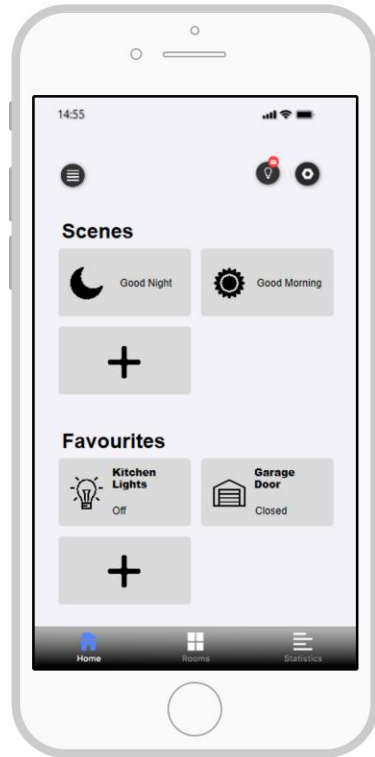 14:55
Scenes
Good Night
Good Morning
Favourites
Kitchen
Lights
Off
Garage
Door
Closed
Home
Rooms
Statistics